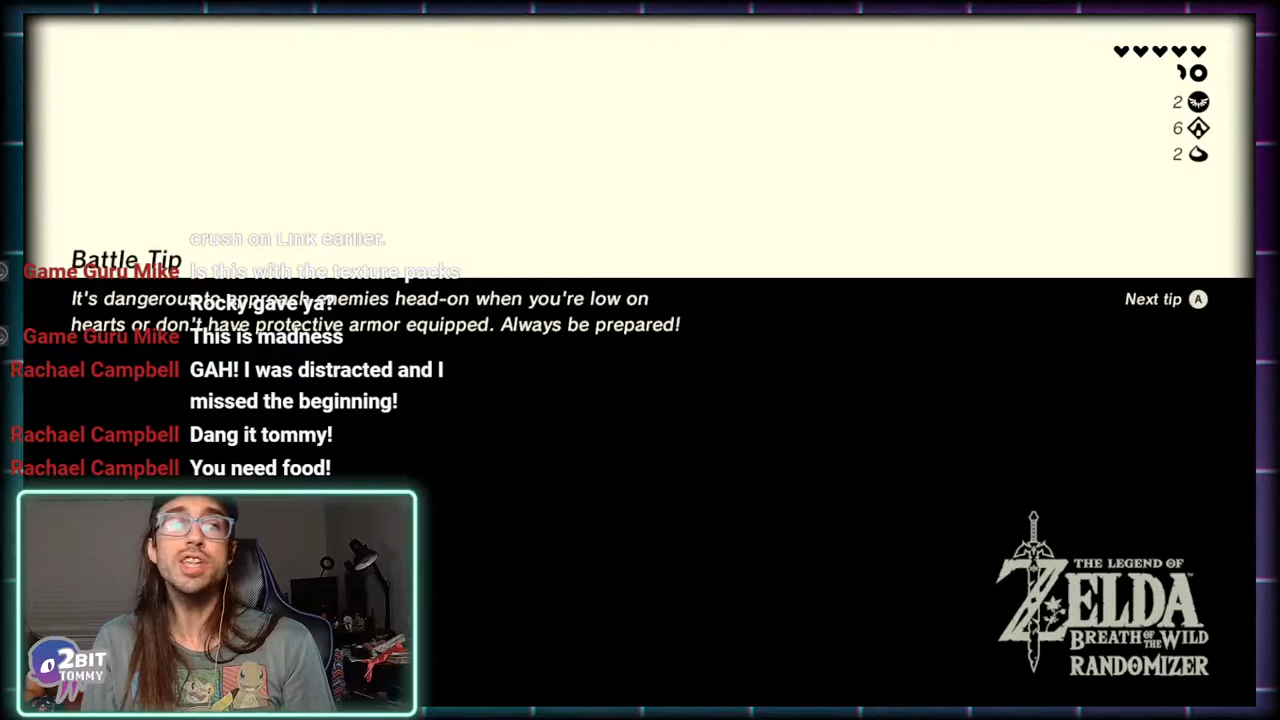 2
6
2
crush on Link earlier.
Battle Tip
Game Guru Mike Is this with the texture packs
Rocky gave ya?
It's dangerous to approach enemies head-on when you're low on
hearts or don't have protective armor equipped. Always be prepared!
Next tip A
Game Guru Mike This is madness
Rachael Campbell GAH! I was distracted and I
missed the beginning!
Rachael Campbell Dang it tommy!
Rachael Campbell You need food!
2BIT
TOMMY
THE LEGEND OF
ZELDA
BREATH OF THE WILD
RANDOMIZER